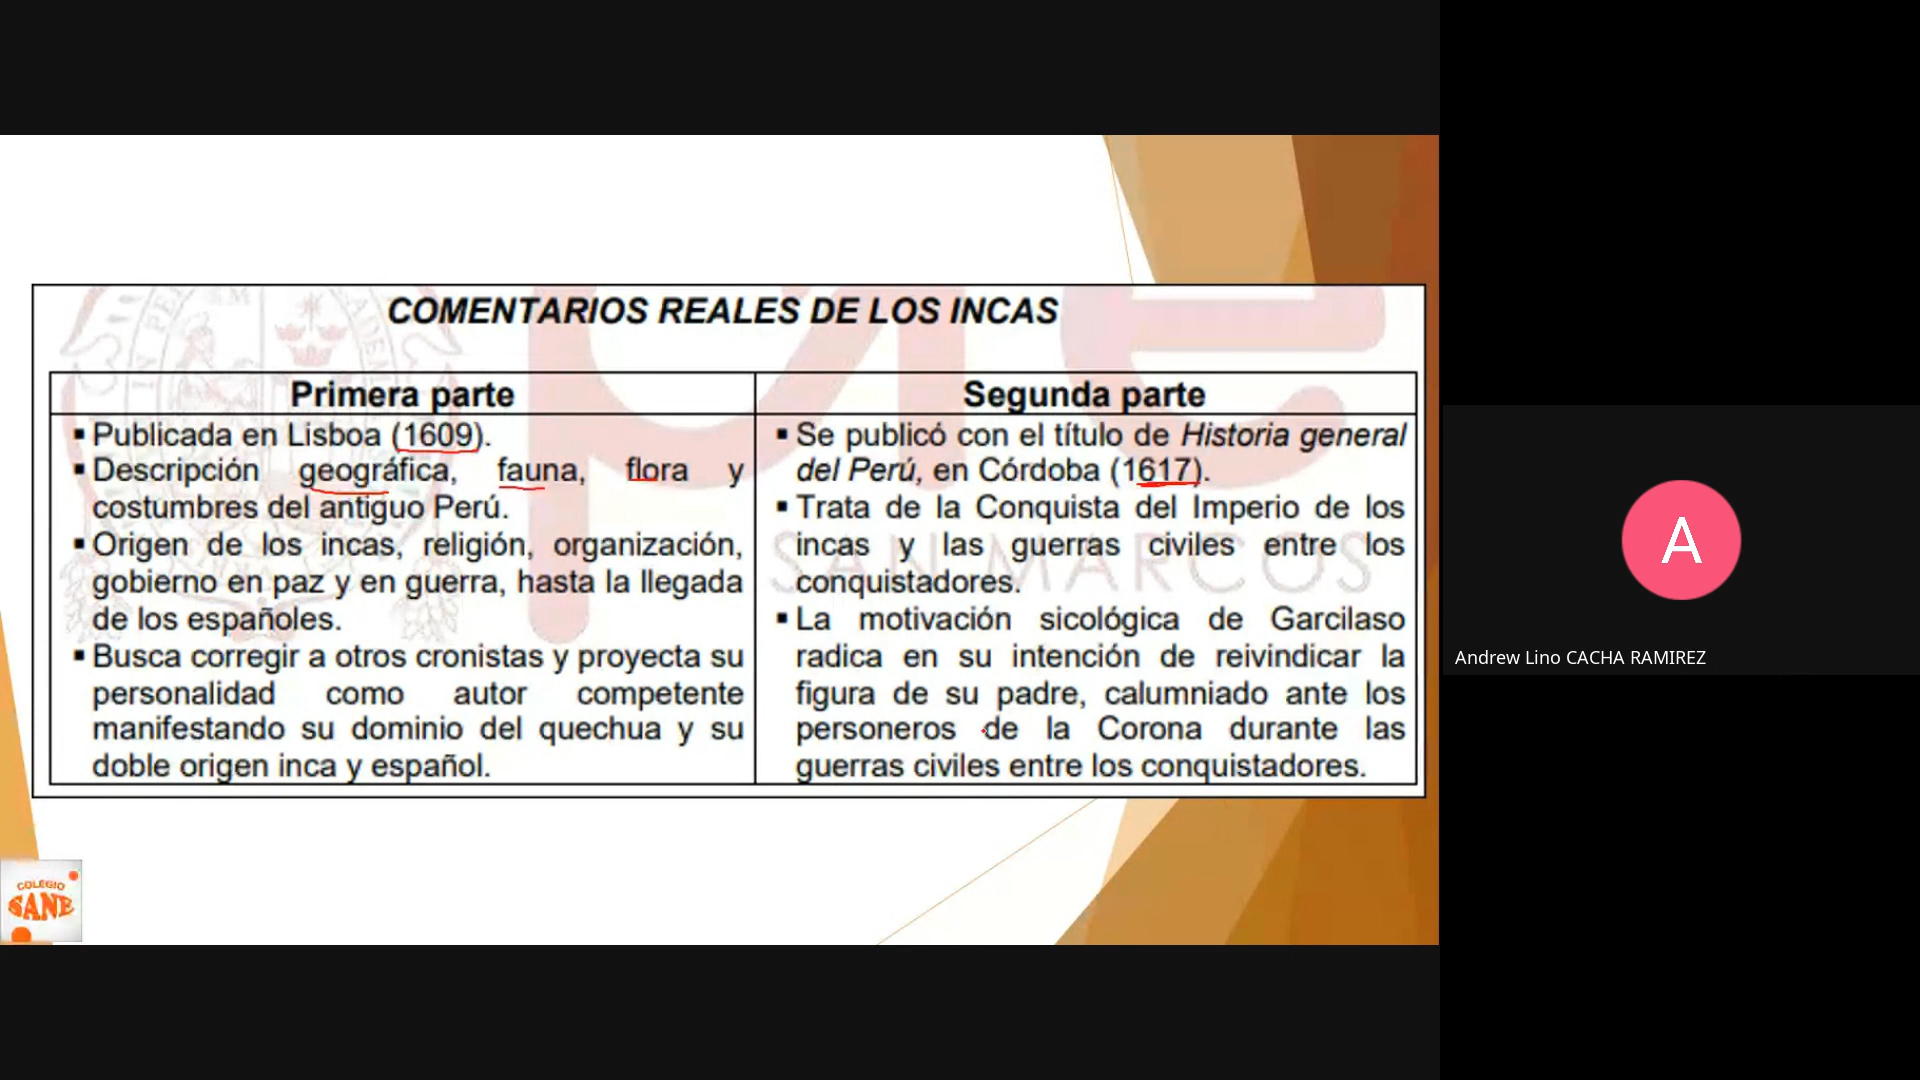 COMENTARIOS REALES DE LOS INCAS
Primera parte
▪ Publicada en Lisboa (1609).
▪ Descripción geográfica, fauna, flora y
costumbres del antiguo Perú.
▪ Origen de los incas, religión, organización,
gobierno en paz y en guerra, hasta la llegada
de los españoles.
▪ Busca corregir a otros cronistas y proyecta su
personalidad como autor competente
manifestando su dominio del quechua y su
doble origen inca y español.
Segunda parte
▪ Se publicó con el título de Historia general
del Perú, en Córdoba (1617).
▪ Trata de la Conquista del Imperio de los
incas y las guerras civiles entre los
conquistadores.
▪ La motivación sicológica de Garcilaso
radica en su intención de reivindicar la
figura de su padre, calumniado ante los
personeros de la Corona durante las
guerras civiles entre los conquistadores.
SAN MARCOS
COLEGIO
SANE
A
Andrew Lino CACHA RAMIREZ